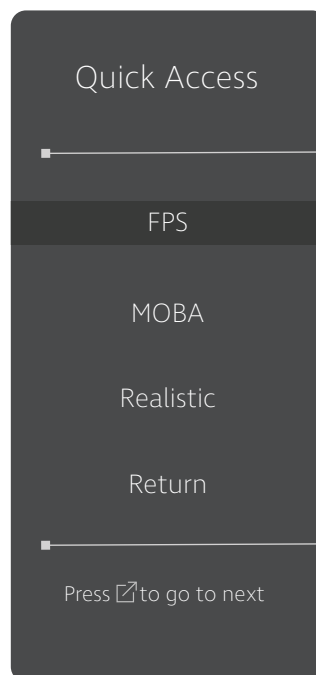 Quick Access
FPS
MOBA
Realistic
Return
Press to go to next